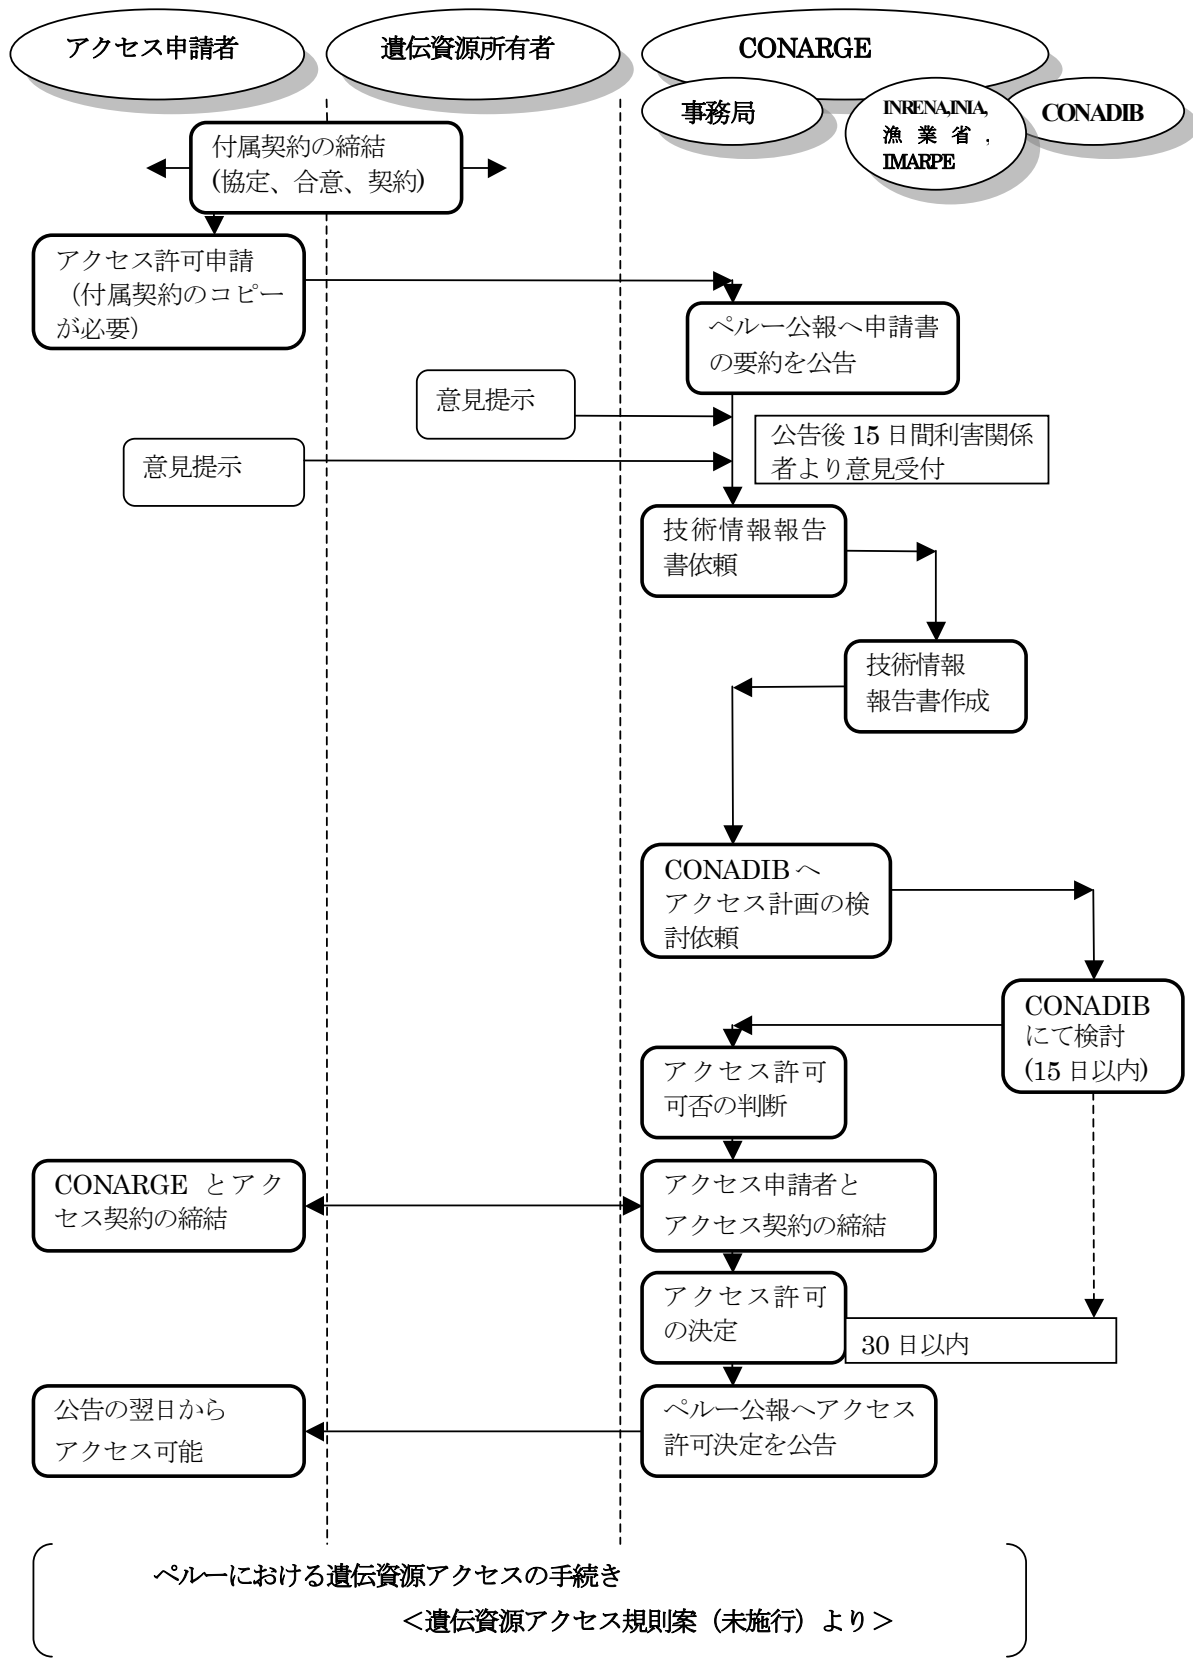 アクセス申請者
遺伝資源所有者
CONARGE
事務局
INRENA,INIA,
漁業省,
IMARPE
CONADIB
付属契約の締結
(協定、合意、契約)
アクセス許可申請
（付属契約のコピー
が必要）
ペルー公報へ申請書
の要約を公告
意見提示
公告後 15 日間利害関係
者より意見受付
意見提示
技術情報報告
書依頼
技術情報
報告書作成
CONADIB へ
アクセス計画の検
討依頼
CONADIB
にて検討
(15 日以内)
アクセス許可
可否の判断
CONARGE とアク
セス契約の締結
アクセス申請者と
アクセス契約の締結
アクセス許可
の決定
30 日以内
公告の翌日から
アクセス可能
ペルー公報へアクセス
許可決定を公告
ペルーにおける遺伝資源アクセスの手続き
＜遺伝資源アクセス規則案（未施行）より＞